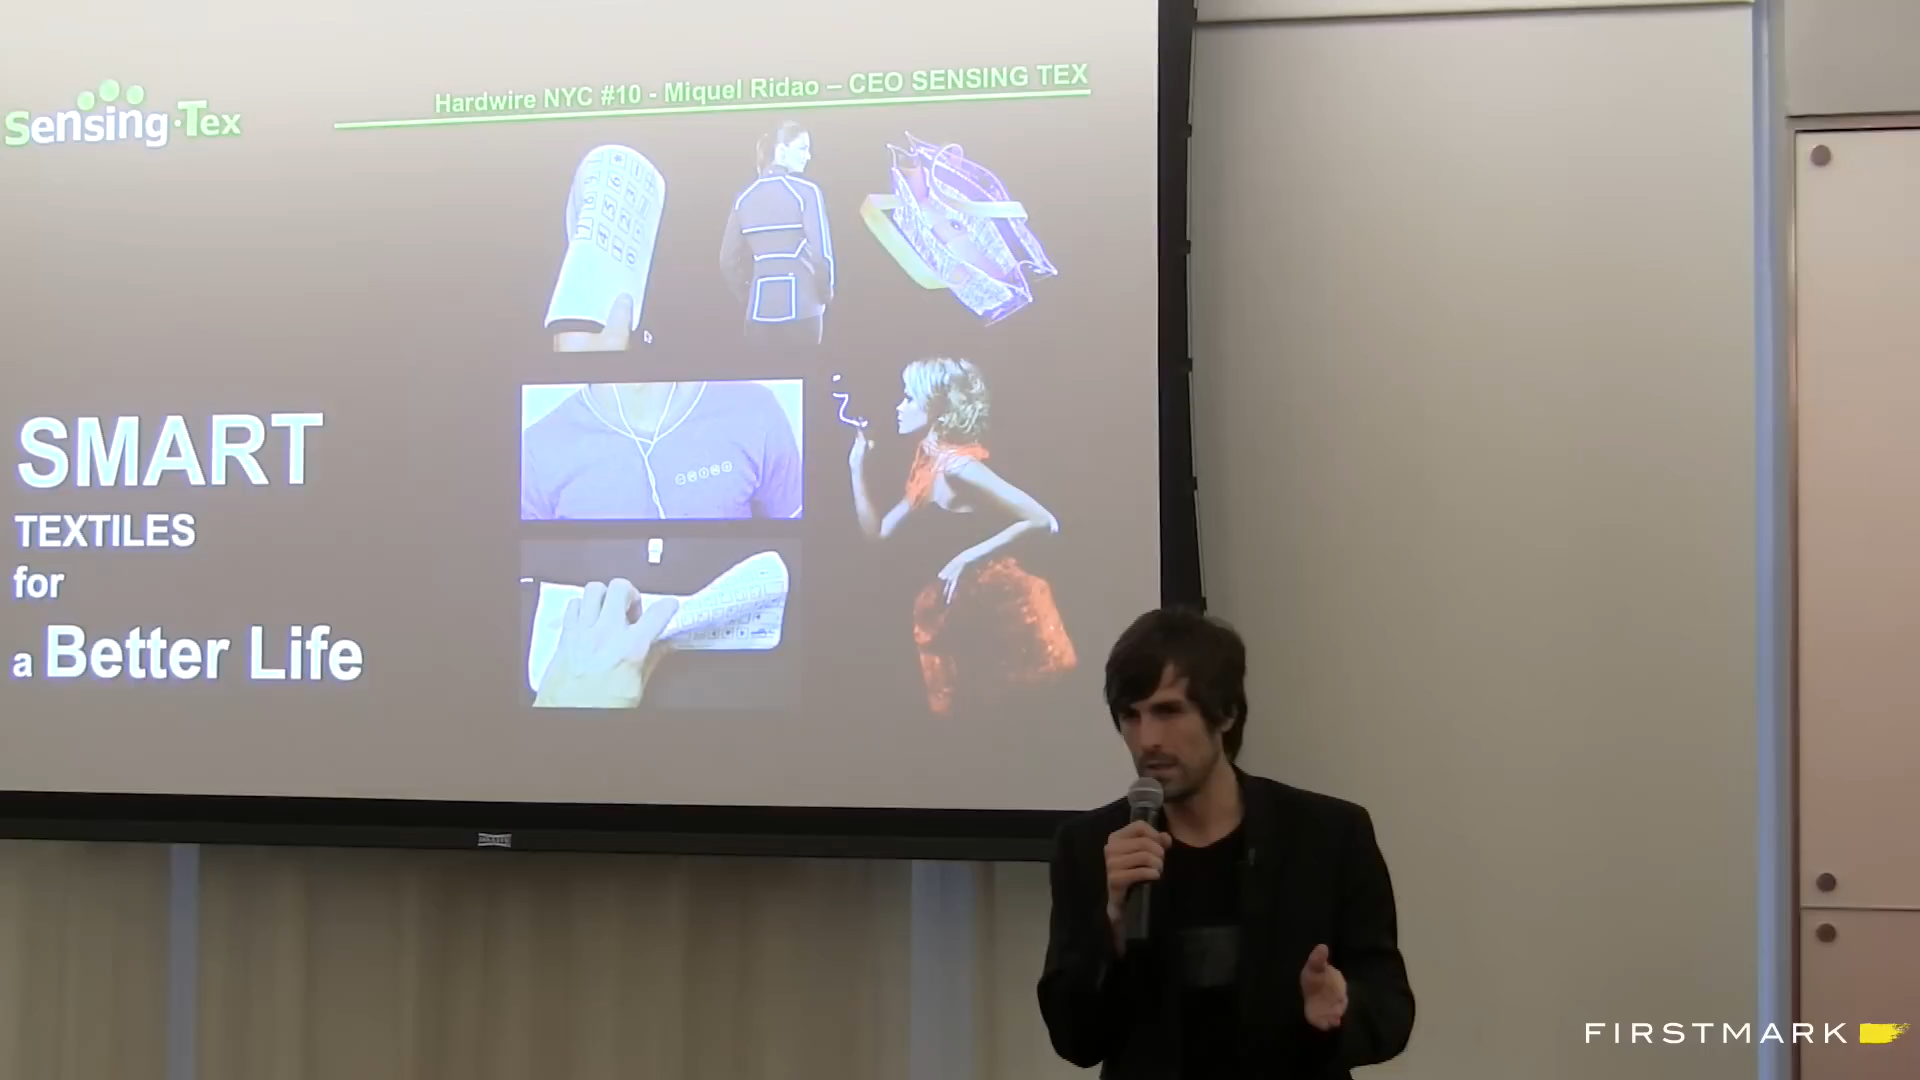 Sensing·Tex
Hardwire NYC #10 - Miquel Ridao – CEO SENSING TEX
SMART
TEXTILES
for
a Better Life
FIRSTMARK